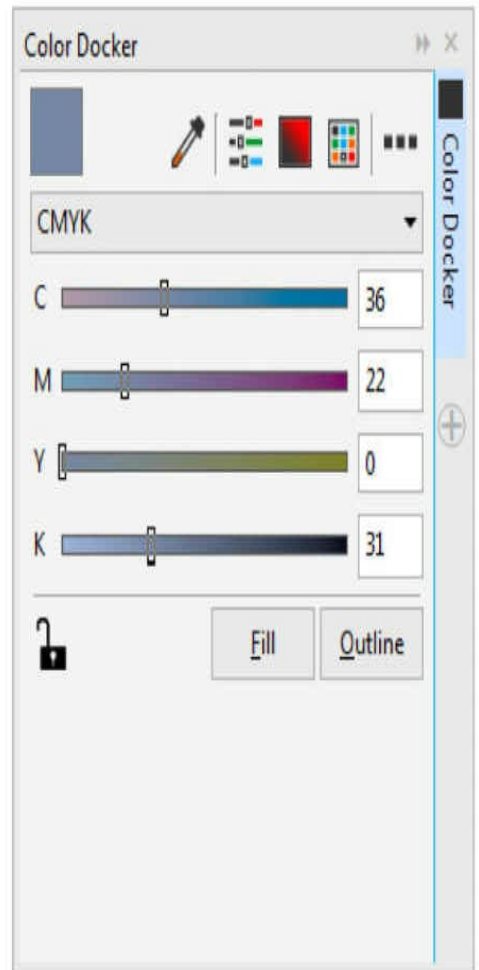 Color Docker
Color Docker
CMYK
C 36
M 22
Y 0
K 31
Fill Outline